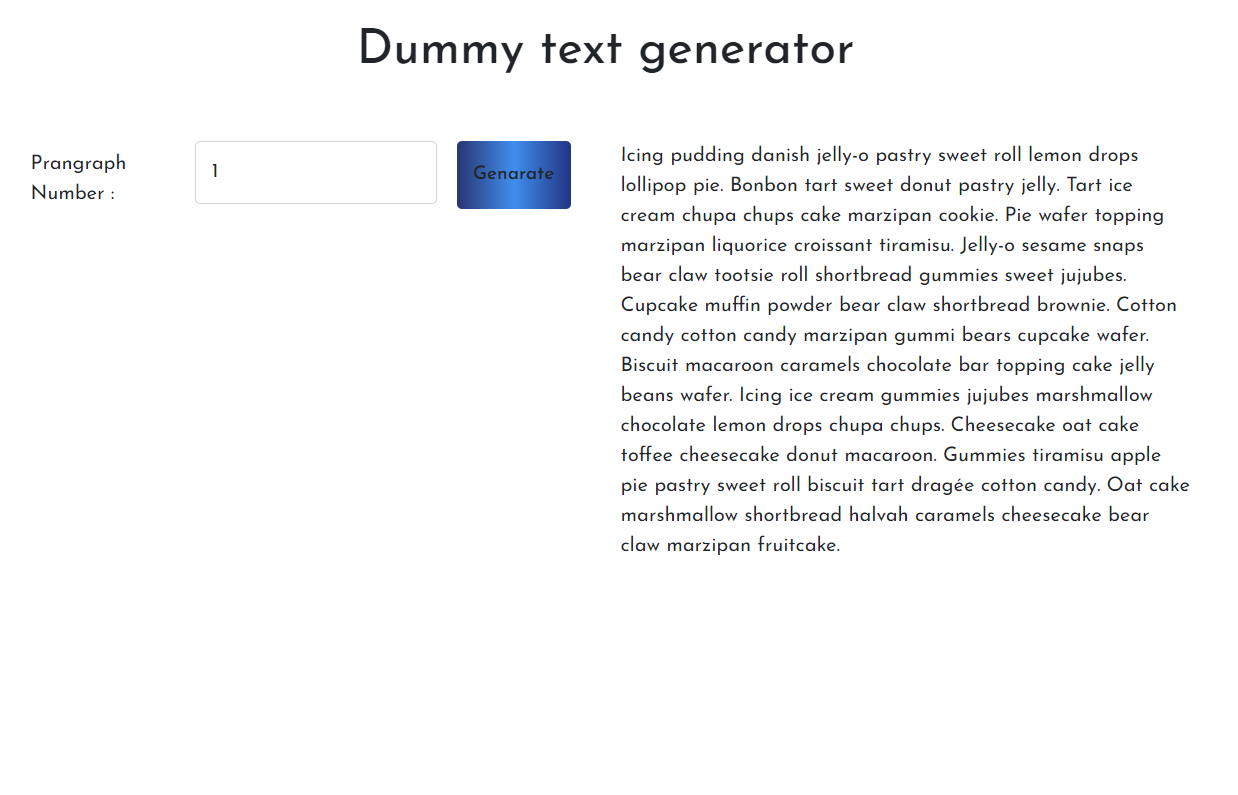 Dummy text generator
Prangraph
Number :
1
Genarate
Icing pudding danish jelly-o pastry sweet roll lemon drops
lollipop pie. Bonbon tart sweet donut pastry jelly. Tart ice
cream chupa chups cake marzipan cookie. Pie wafer topping
marzipan liquorice croissant tiramisu. Jelly-o sesame snaps
bear claw tootsie roll shortbread gummies sweet jujubes.
Cupcake muffin powder bear claw shortbread brownie. Cotton
candy cotton candy marzipan gummi bears cupcake wafer.
Biscuit macaroon caramels chocolate bar topping cake jelly
beans wafer. Icing ice cream gummies jujubes marshmallow
chocolate lemon drops chupa chups. Cheesecake oat cake
toffee cheesecake donut macaroon. Gummies tiramisu apple
pie pastry sweet roll biscuit tart dragée cotton candy. Oat cake
marshmallow shortbread halvah caramels cheesecake bear
claw marzipan fruitcake.